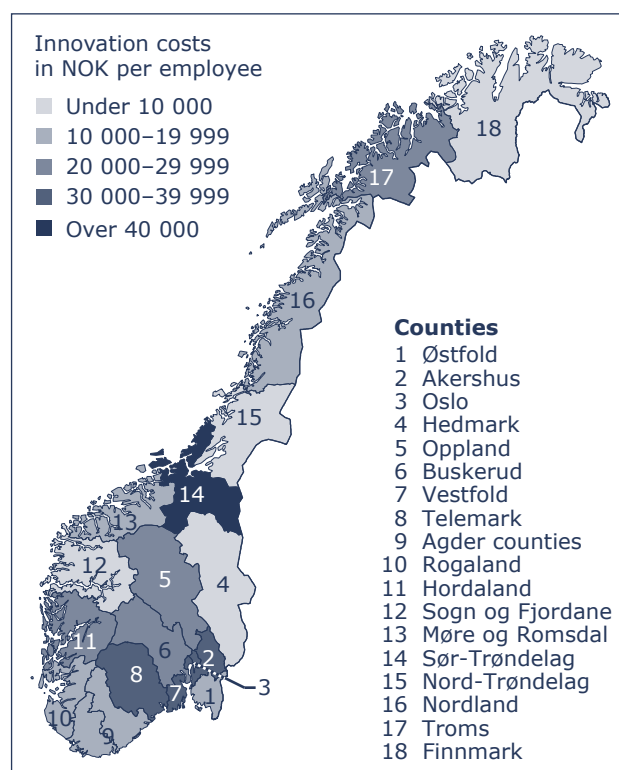 Innovation costs
in NOK per employee
Under 10 000
10 000–19 999
20 000–29 999
30 000–39 999
Over 40 000
18
17
16
15
14
13
12
5
4
11
6
2
8
7
1
3
10
9
Counties
1 Østfold
2 Akershus
3 Oslo
4 Hedmark
5 Oppland
6 Buskerud
7 Vestfold
8 Telemark
9 Agder counties
10 Rogaland
11 Hordaland
12 Sogn og Fjordane
13 Møre og Romsdal
14 Sør-Trøndelag
15 Nord-Trøndelag
16 Nordland
17 Troms
18 Finnmark